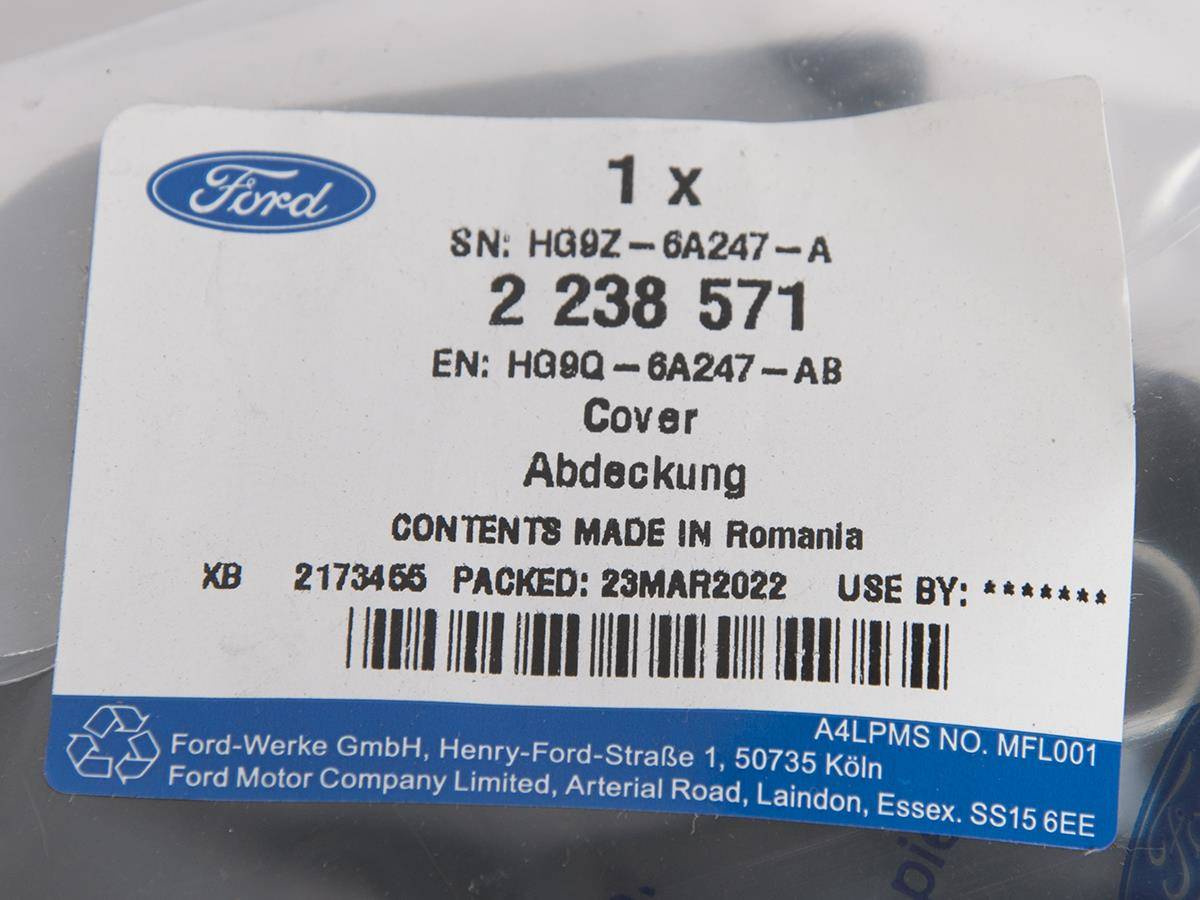 Ford
1 x
SN: HG9Z-6A247-A
2 238 571
EN: HG9Q-6A247-AB
Cover
Abdeckung
CONTENTS MADE IN Romania
XB 2173455 PACKED: 23MAR2022 USE BY: *******
A4LPMS NO. MFL001
Ford-Werke GmbH, Henry-Ford-Straße 1, 50735 Köln
Ford Motor Company Limited, Arterial Road, Laindon, Essex. SS15 6EE